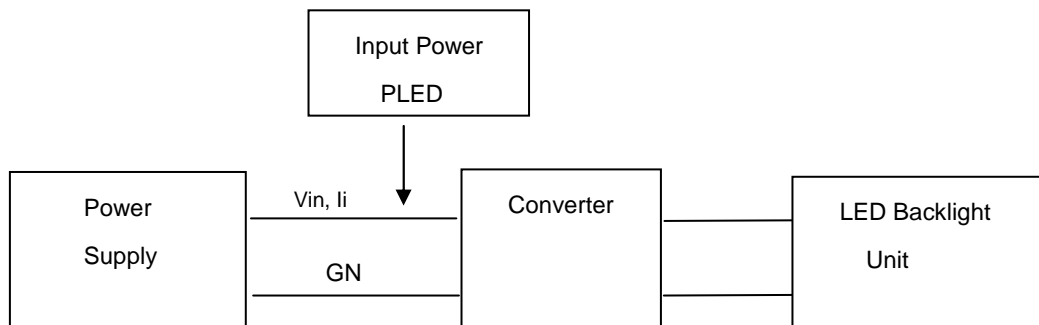 Input Power
PLED
Power
Supply
Vin, Ii
GN
Converter
LED Backlight
Unit